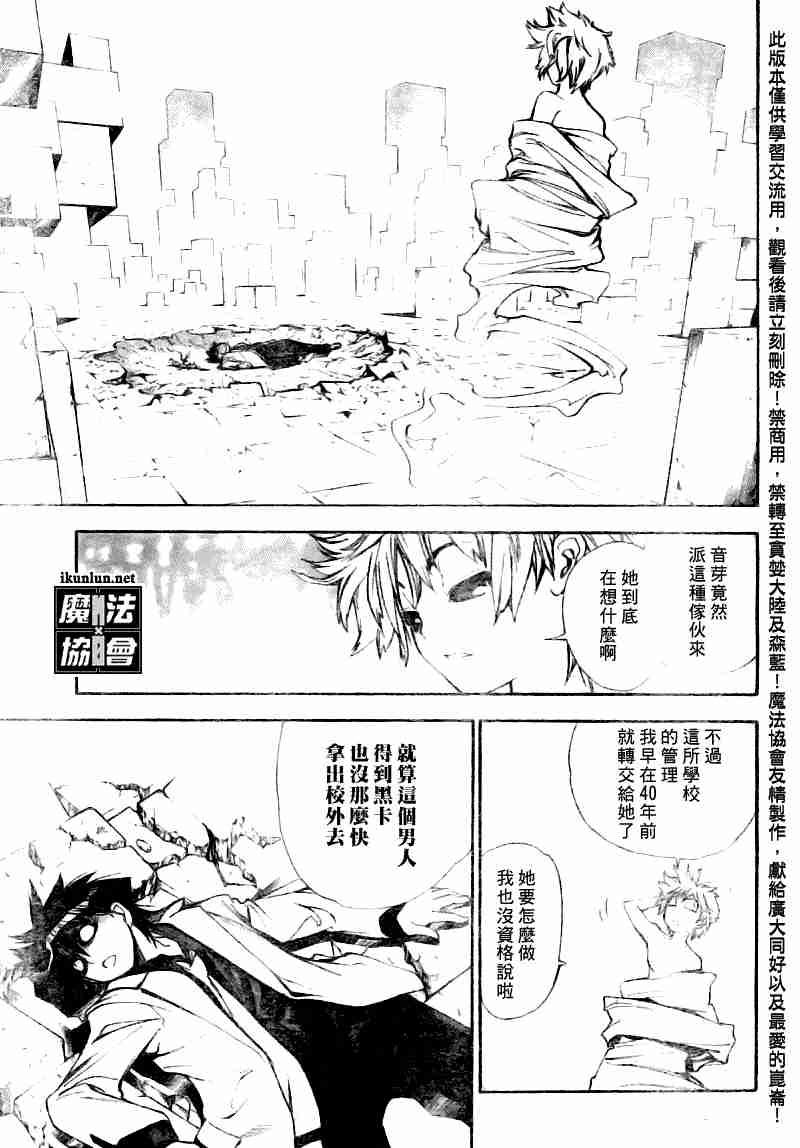 音芽竟然
派這種傢伙來
她到底
在想什麼啊
ikunlun.net
魔法
協會
不過
這所學校
的管理
我早在40年前
就轉交給她了
她要怎麼做
我也沒資格說啦
就算這個男人
得到黑卡
也沒那麼快
拿出校外去
此版本僅供學習交流用，觀看後請立刻刪除！禁商用，禁轉至貪婪大陸及森藍！魔法協會友情製作，獻給廣大同好以及最愛的崑崙！